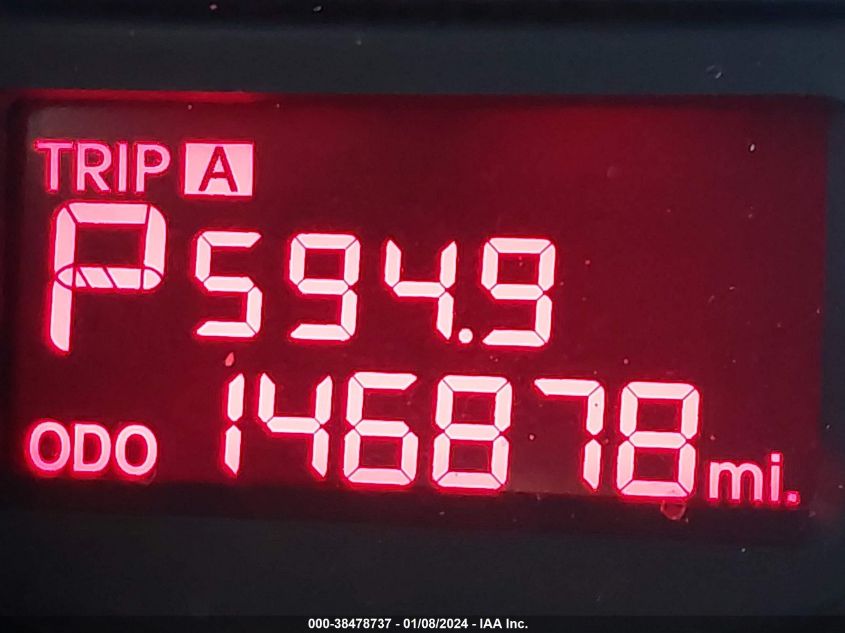 TRIP A
P 594.9
ODO 146878 mi.
000-38478737 - 01/08/2024 - IAA Inc.